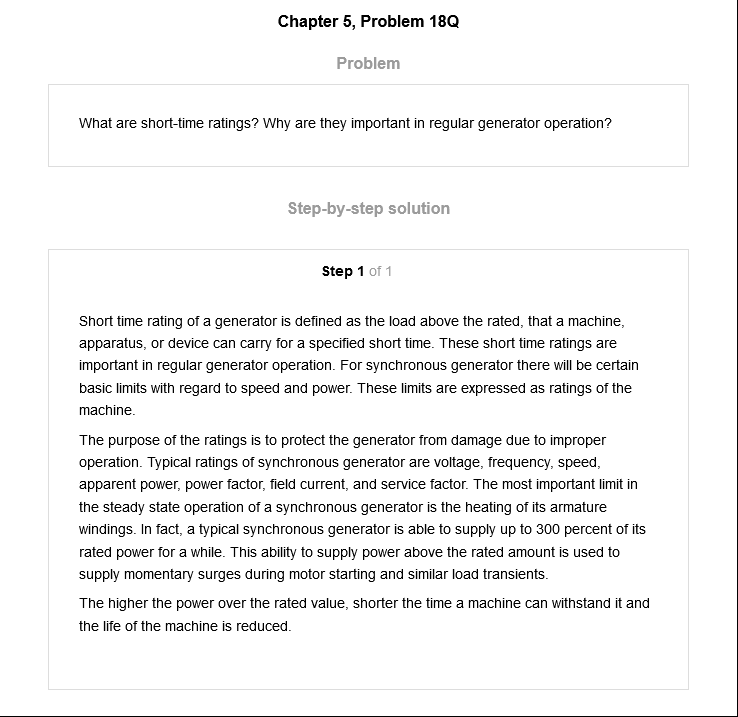 Chapter 5, Problem 18Q
Problem
What are short-time ratings? Why are they important in regular generator operation?
Step-by-step solution
Step 1 of 1
Short time rating of a generator is defined as the load above the rated, that a machine,
apparatus, or device can carry for a specified short time. These short time ratings are
important in regular generator operation. For synchronous generator there will be certain
basic limits with regard to speed and power. These limits are expressed as ratings of the
machine.
The purpose of the ratings is to protect the generator from damage due to improper
operation. Typical ratings of synchronous generator are voltage, frequency, speed,
apparent power, power factor, field current, and service factor. The most important limit in
the steady state operation of a synchronous generator is the heating of its armature
windings. In fact, a typical synchronous generator is able to supply up to 300 percent of its
rated power for a while. This ability to supply power above the rated amount is used to
supply momentary surges during motor starting and similar load transients.
The higher the power over the rated value, shorter the time a machine can withstand it and
the life of the machine is reduced.